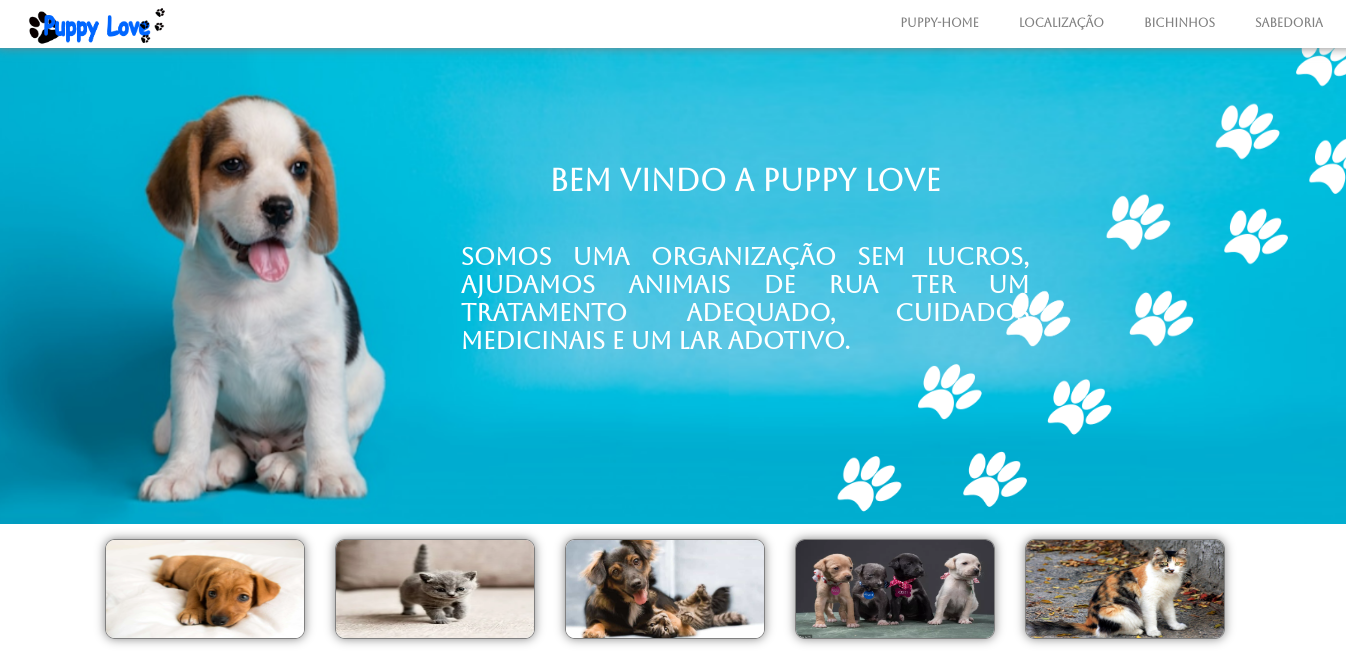 Puppy Love
PUPPY-HOME LOCALIZAÇÃO BICHINHOS SABEDORIA
BEM VINDO A PUPPY LOVE
SOMOS UMA ORGANIZAÇÃO SEM LUCROS,
AJUDAMOS ANIMAIS DE RUA TER UM
TRATAMENTO ADEQUADO, CUIDADOS
MEDICINAIS E UM LAR ADOTIVO.